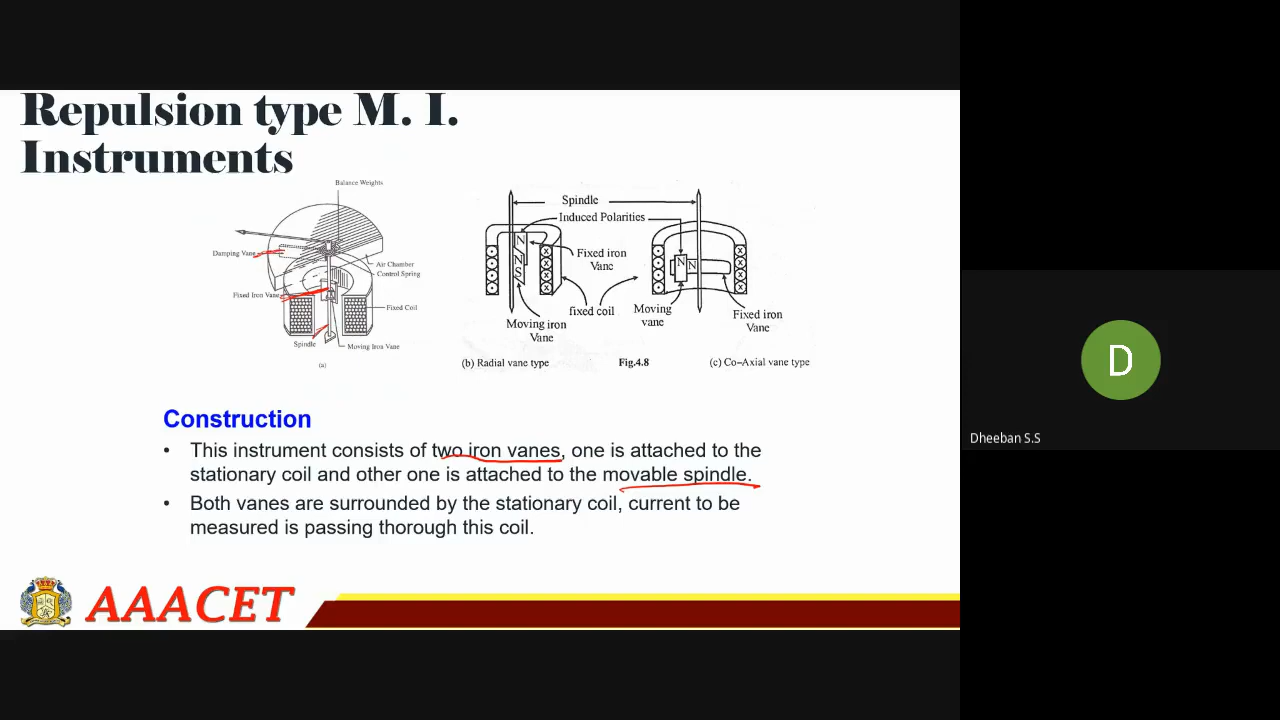 Repulsion type M. I.
Instruments
Balance Weights
Damping Vane
Air Chamber
Control Spring
Fixed Iron Vane
Fixed Coil
Spindle
Moving Iron Vane
(a)
Spindle
Induced Polarities
N
N
S
Fixed iron
Vane
fixed coil
Moving iron
Vane
N
N
Moving
vane
Fixed iron
Vane
(b) Radial vane type
Fig.4.8
(c) Co-Axial vane type
Construction
• This instrument consists of two iron vanes, one is attached to the
stationary coil and other one is attached to the movable spindle.
• Both vanes are surrounded by the stationary coil, current to be
measured is passing thorough this coil.
AAACET
D
Dheeban S.S